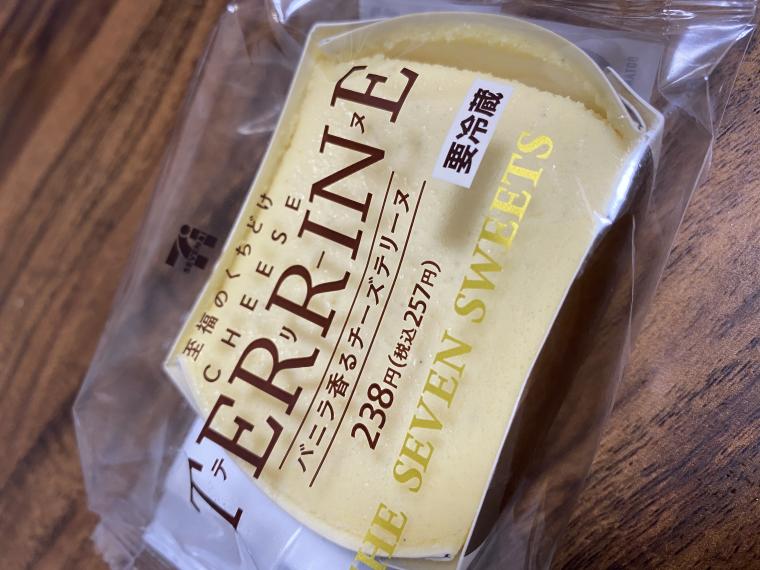 至福のくちどけ
CHEESE
TERRINE
テリーヌ
バニラ香るチーズテリーヌ
238円(税込257円)
要冷蔵
THE SEVEN SWEETS